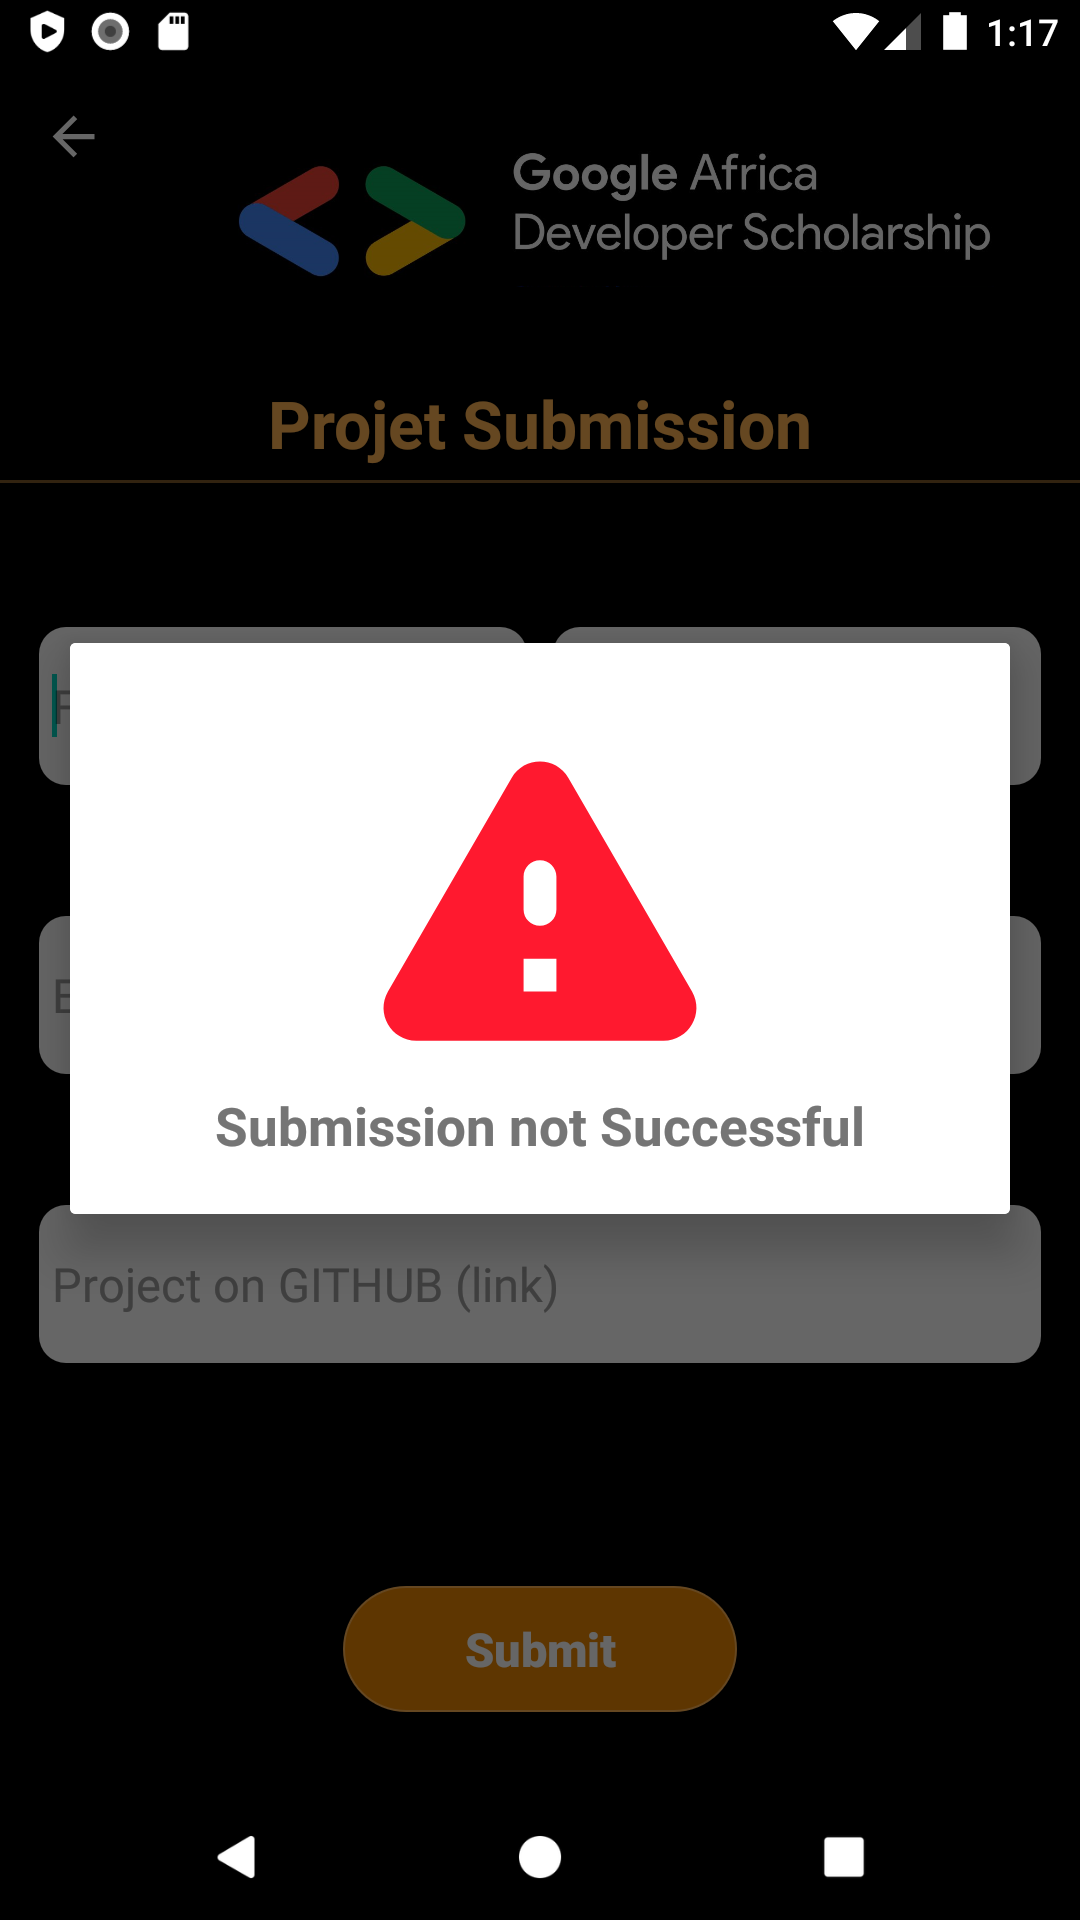 1:17
Google Africa
Developer Scholarship
Projet Submission
Submission not Successful
Project on GITHUB (link)
Submit